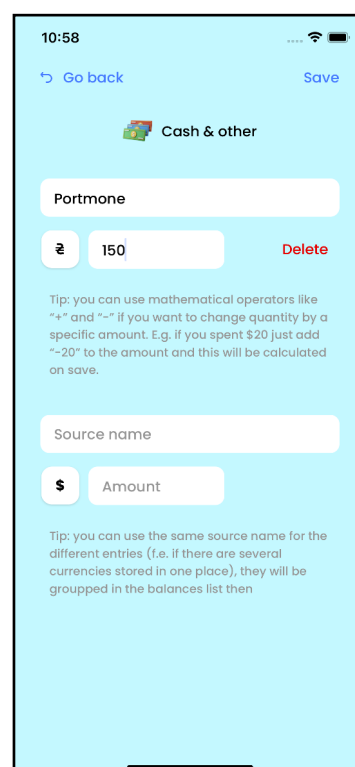 10:58
Go back Save
Cash & other
Portmone
₴ 150 Delete
Tip: you can use mathematical operators like
“+” and “-” if you want to change quantity by a
specific amount. E.g. if you spent $20 just add
“-20” to the amount and this will be calculated
on save.
Source name
$ Amount
Tip: you can use the same source name for the
different entries (f.e. if there are several
currencies stored in one place), they will be
groupped in the balances list then